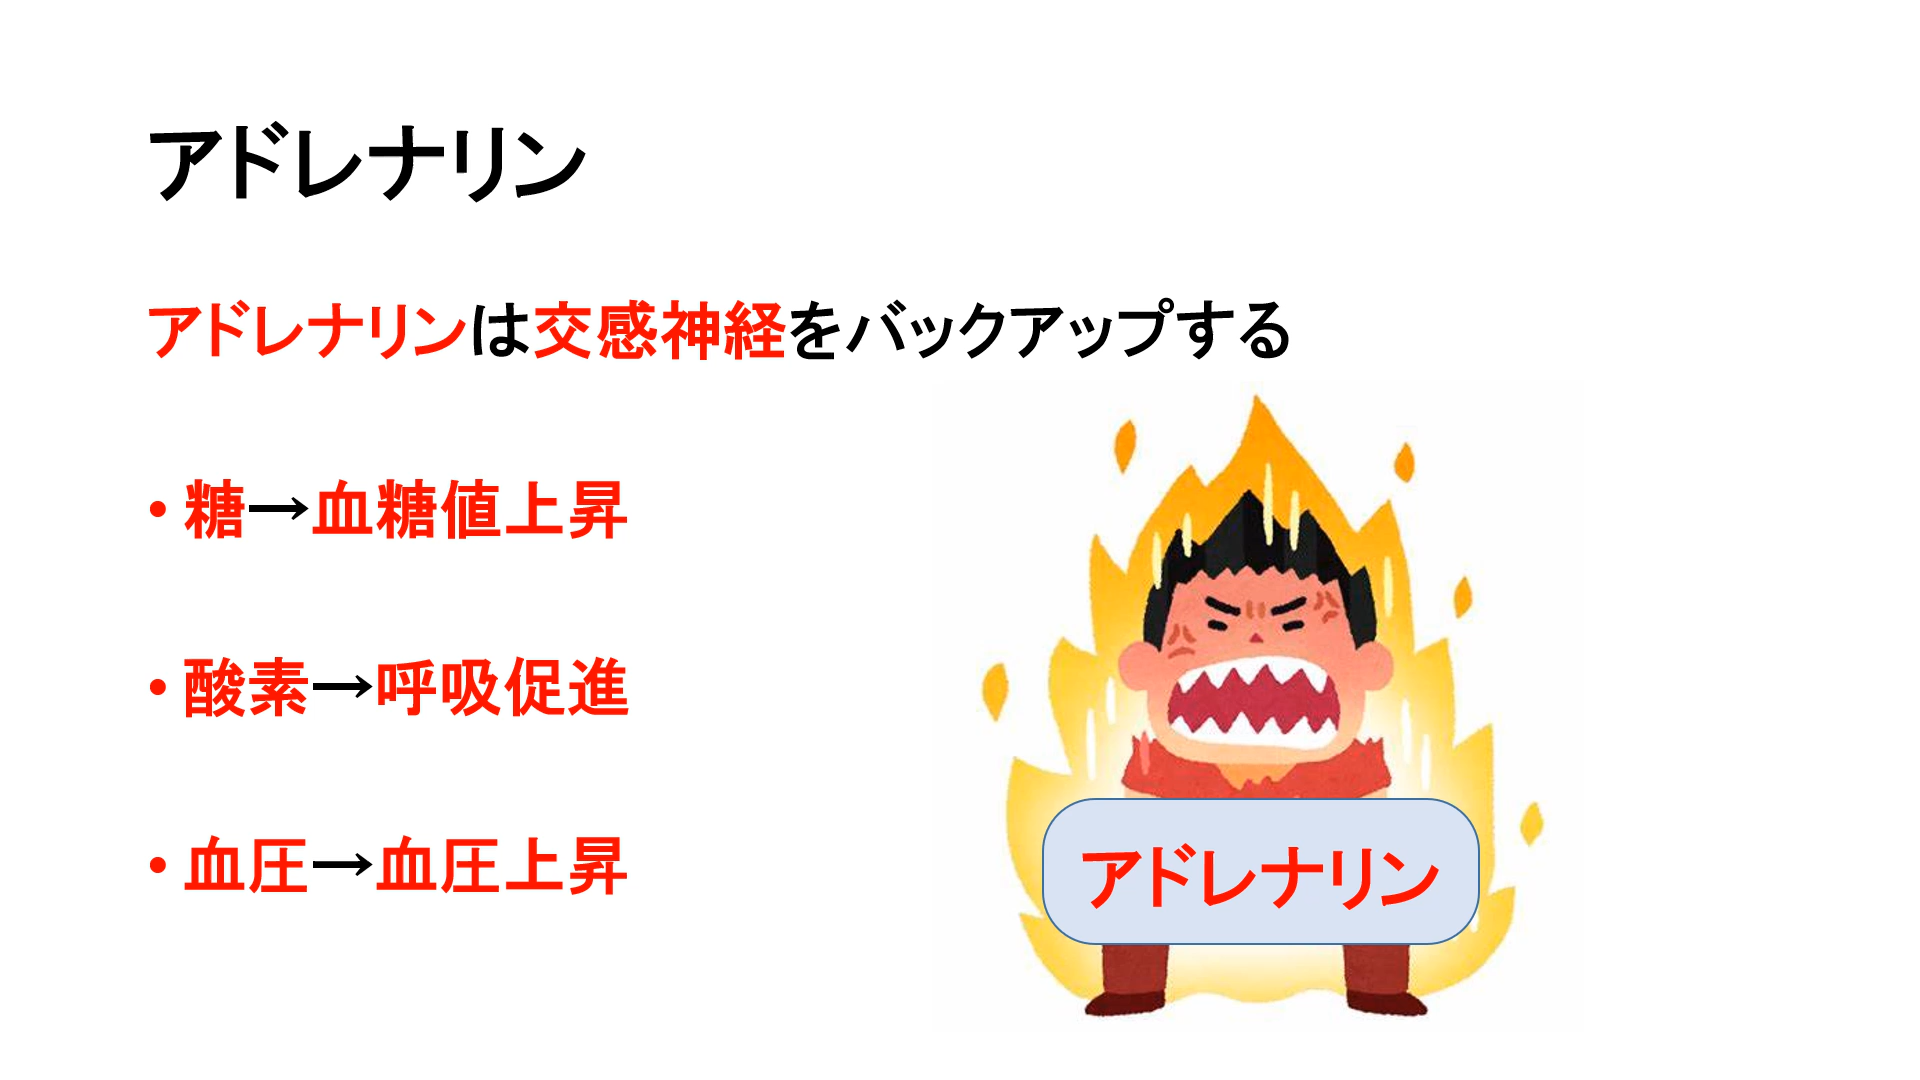 アドレナリン
アドレナリンは交感神経をバックアップする
• 糖→血糖値上昇
• 酸素→呼吸促進
• 血圧→血圧上昇
アドレナリン